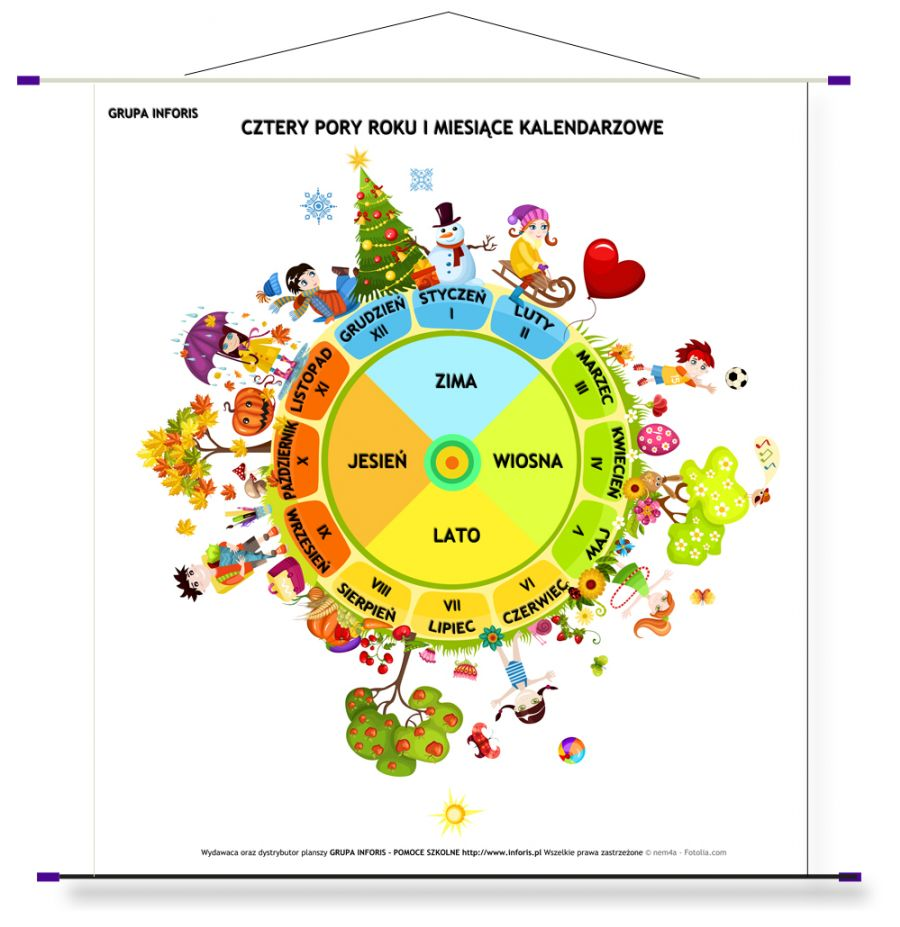 GRUPA INFORIS
CZTERY PORY ROKU I MIESIĄCE KALENDARZOWE
STYCZEŃ
I
LUTY
II
MARZEC
III
KWIECIEŃ
IV
MAJ
V
CZERWIEC
VI
LIPIEC
VII
SIERPIEŃ
VIII
WRZESIEŃ
IX
PAŹDZIERNIK
X
LISTOPAD
XI
GRUDZIEŃ
XII
ZIMA
WIOSNA
LATO
JESIEŃ
Wydawaca oraz dystrybutor planszy GRUPA INFORIS - POMOCE SZKOLNE http://www.inforis.pl Wszelkie prawa zastrzeżone © nem4a - Fotolia.com